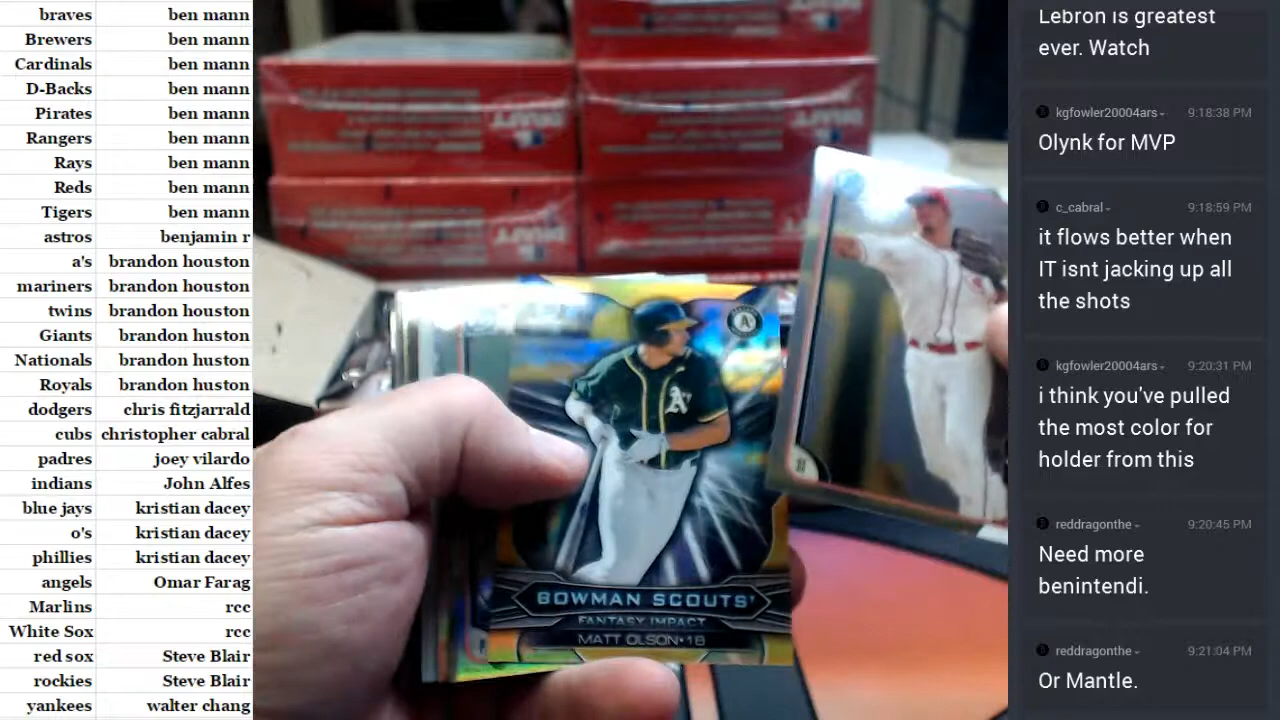 braves ben mann
Brewers ben mann
Cardinals ben mann
D-Backs ben mann
Pirates ben mann
Rangers ben mann
Rays ben mann
Reds ben mann
Tigers ben mann
astros benjamin r
a's brandon houston
mariners brandon houston
twins brandon houston
Giants brandon huston
Nationals brandon huston
Royals brandon huston
dodgers chris fitzjarrald
cubs christopher cabral
padres joey vilardo
indians John Alfes
blue jays kristian dacey
o's kristian dacey
phillies kristian dacey
angels Omar Farag
Marlins rcc
White Sox rcc
red sox Steve Blair
rockies Steve Blair
yankees walter chang
DRAFT
DRAFT
DRAFT
DRAFT
A's
A
BOWMAN SCOUTS'
FANTASY IMPACT
MATT OLSON•1B
Lebron is greatest
ever. Watch
kgfowler20004ars 9:18:38 PM
Olynk for MVP
c_cabral 9:18:59 PM
it flows better when
IT isnt jacking up all
the shots
kgfowler20004ars 9:20:31 PM
i think you've pulled
the most color for
holder from this
reddragonthe 9:20:45 PM
Need more
benintendi.
reddragonthe 9:21:04 PM
Or Mantle.